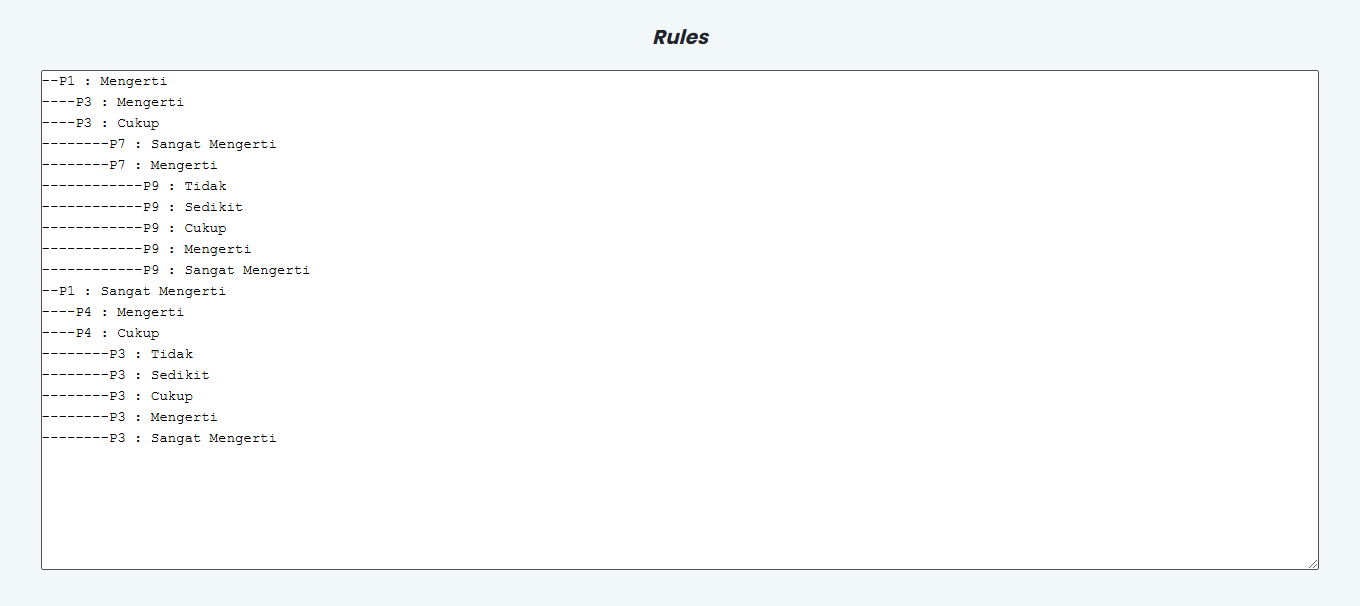 Rules
--P1 : Mengerti
----P3 : Mengerti
----P3 : Cukup
--------P7 : Sangat Mengerti
--------P7 : Mengerti
------------P9 : Tidak
------------P9 : Sedikit
------------P9 : Cukup
------------P9 : Mengerti
------------P9 : Sangat Mengerti
--P1 : Sangat Mengerti
----P4 : Mengerti
----P4 : Cukup
--------P3 : Tidak
--------P3 : Sedikit
--------P3 : Cukup
--------P3 : Mengerti
--------P3 : Sangat Mengerti